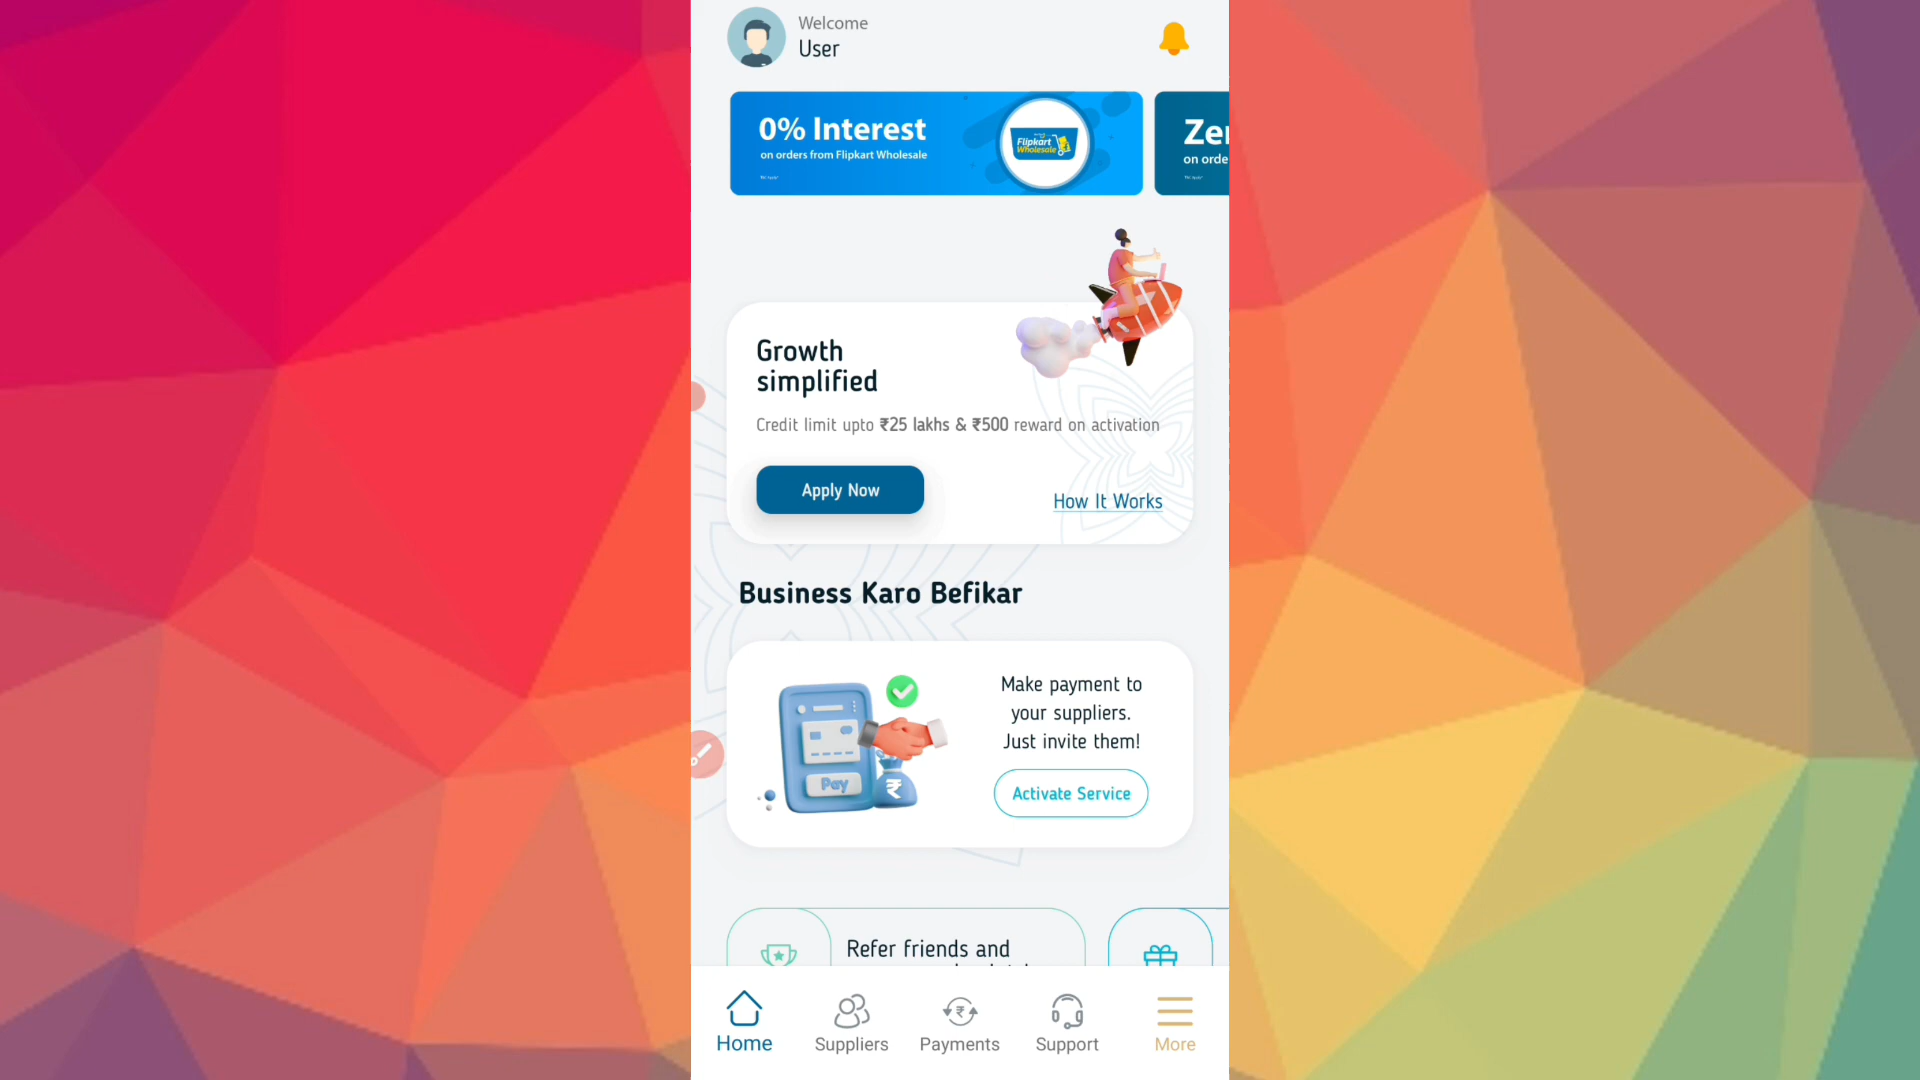 Welcome
User
0% Interest
on orders from Flipkart Wholesale
Flipkart
Wholesale
Zer
on orde
Growth
simplified
Credit limit upto ₹25 lakhs & ₹500 reward on activation
Apply Now
How It Works
Business Karo Befikar
Make payment to
your suppliers.
Just invite them!
Pay
₹
Activate Service
Refer friends and
Home
Suppliers
Payments
Support
More